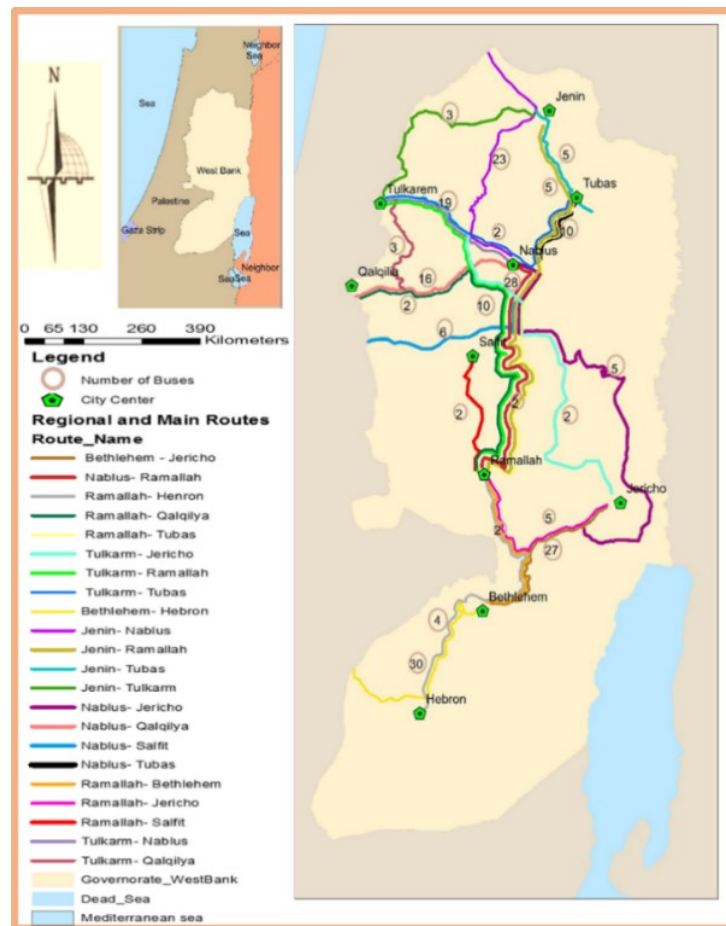 N
Neighbor
Sea
Sea
West Bank
Palestine
Gaza Strip
Sea
Neighbor
SeaSea
0 65 130 260 390
Kilometers
Legend
Number of Buses
City Center
Regional and Main Routes
Route_Name
Bethlehem - Jericho
Nablus- Ramallah
Ramallah- Henron
Ramallah- Qalqilya
Ramallah- Tubas
Tulkarm- Jericho
Tulkarm- Ramallah
Tulkarm- Tubas
Bethlehem- Hebron
Jenin- Nablus
Jenin- Ramallah
Jenin- Tubas
Jenin- Tulkarm
Nablus- Jericho
Nablus- Qalqilya
Nablus- Salfit
Nablus- Tubas
Ramallah- Bethlehem
Ramallah- Jericho
Ramallah- Salfit
Tulkarm- Nablus
Tulkarm- Qalqilya
Governorate_WestBank
Dead_Sea
Mediterranean sea
Jenin
3
23
5
5
Tubas
Tulkarem
19
10
2
3
Nablus
Qalqilia
16
28
2
10
6
5
2
2
2
Ramallah
Jericho
5
2
27
Bethlehem
4
30
Hebron